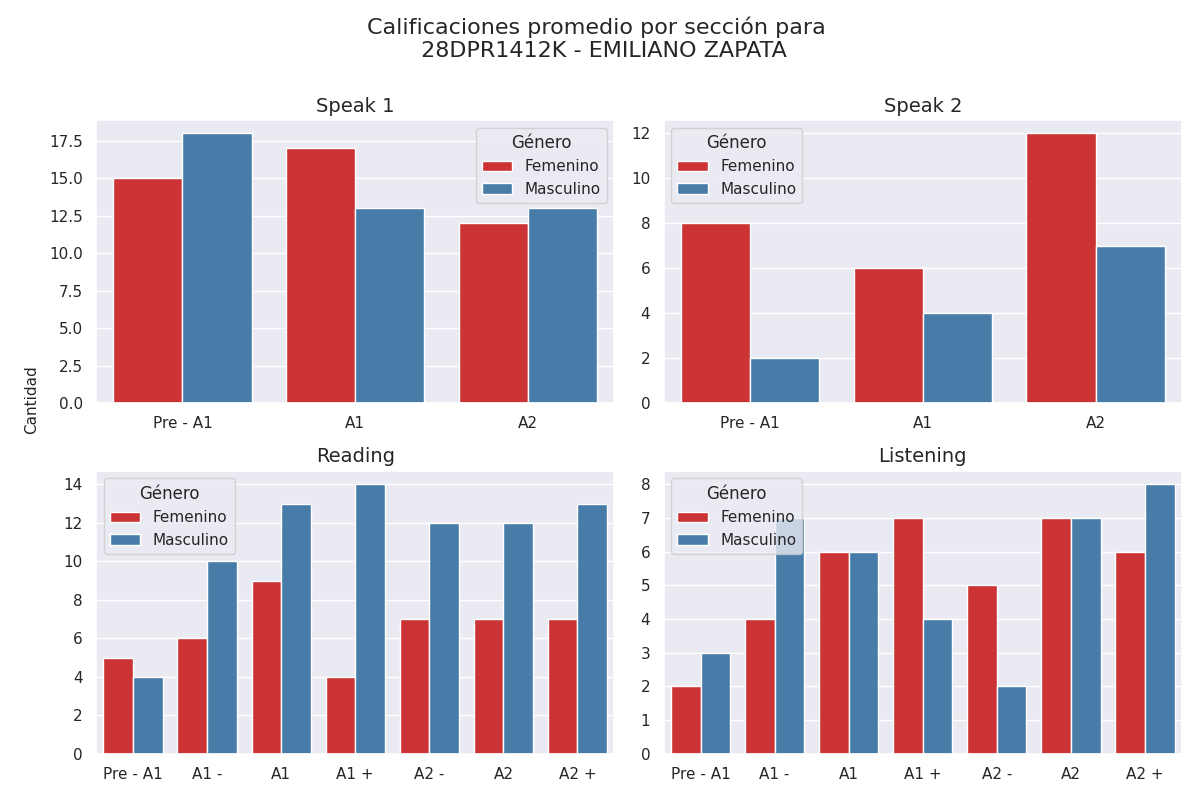 Calificaciones promedio por sección para
28DPR1412K - EMILIANO ZAPATA
Cantidad
Speak 1
17.5
15.0
12.5
10.0
7.5
5.0
2.5
0.0
Género
Femenino
Masculino
Pre - A1 A1 A2
Speak 2
12
10
8
6
4
2
0
Género
Femenino
Masculino
Pre - A1 A1 A2
Reading
14
12
10
8
6
4
2
0
Género
Femenino
Masculino
Pre - A1 A1 - A1 A1 + A2 - A2 A2 +
Listening
8
7
6
5
4
3
2
1
0
Género
Femenino
Masculino
Pre - A1 A1 - A1 A1 + A2 - A2 A2 +